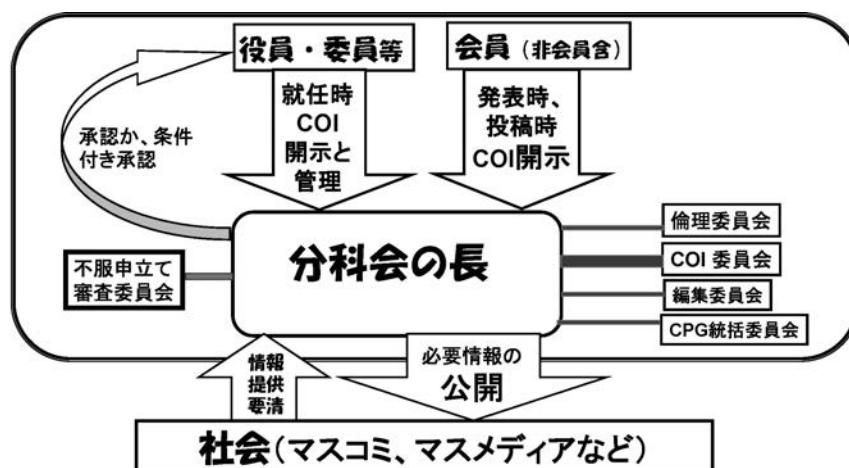 役員・委員等
会員（非会員含）
就任時
COI
開示と
管理
発表時、
投稿時
COI開示
承認か、条件
付き承認
分科会の長
倫理委員会
COI 委員会
編集委員会
CPG統括委員会
不服申立て
審査委員会
情報
提供
要清
必要情報の
公開
社会（マスコミ、マスメディアなど）